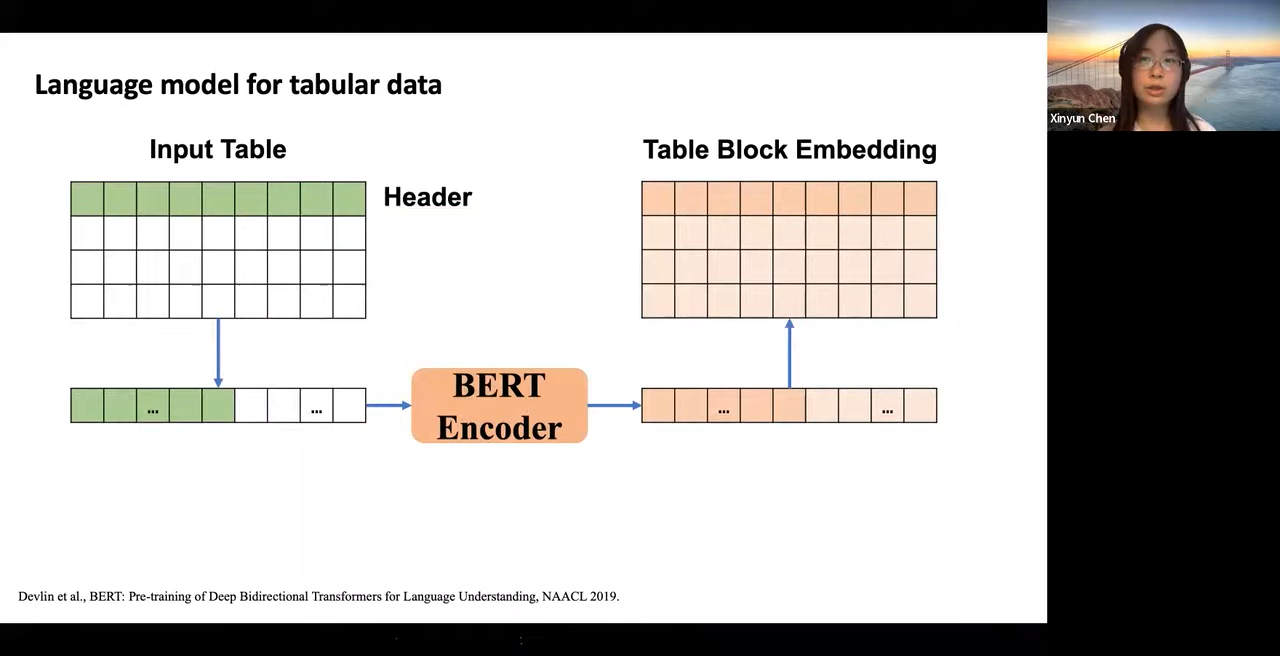 Language model for tabular data
Input Table
Header
Table Block Embedding
...
...
BERT
Encoder
...
...
Devlin et al., BERT: Pre-training of Deep Bidirectional Transformers for Language Understanding, NAACL 2019.
Xinyun Chen